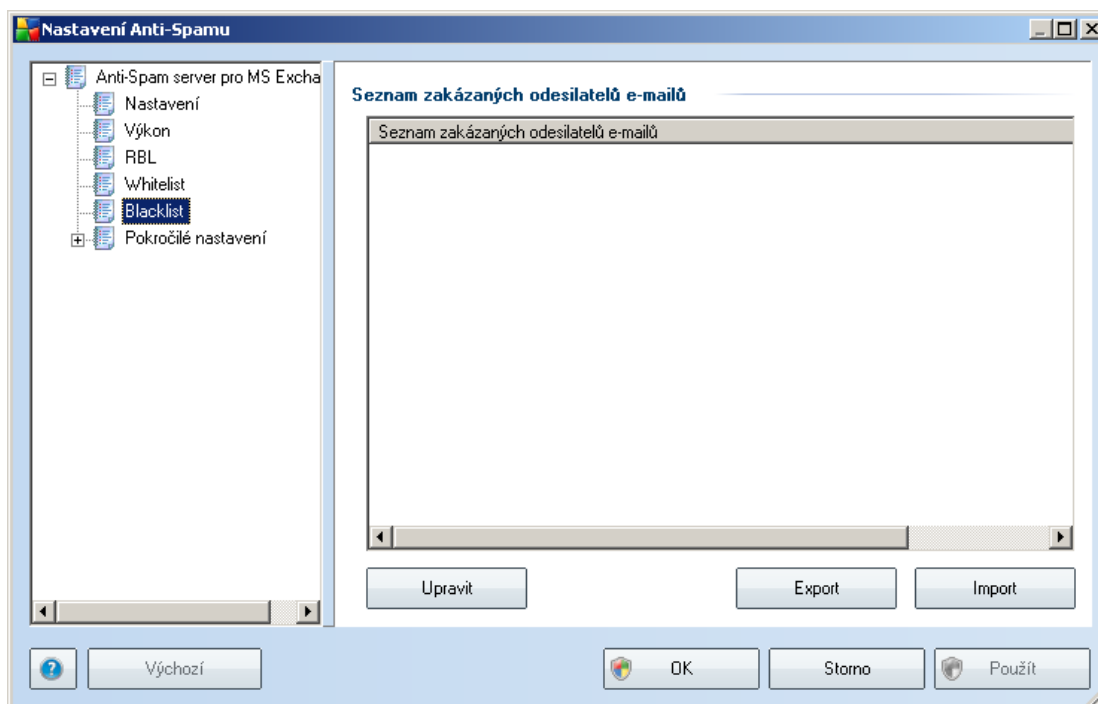 Nastavení Anti-Spamu
Anti-Spam server pro MS Excha
Nastavení
Výkon
RBL
Whitelist
Blacklist
Pokročilé nastavení
Seznam zakázaných odesilatelů e-mailů
Seznam zakázaných odesilatelů e-mailů
Upravit
Export
Import
?
Výchozí
OK
Storno
Použít